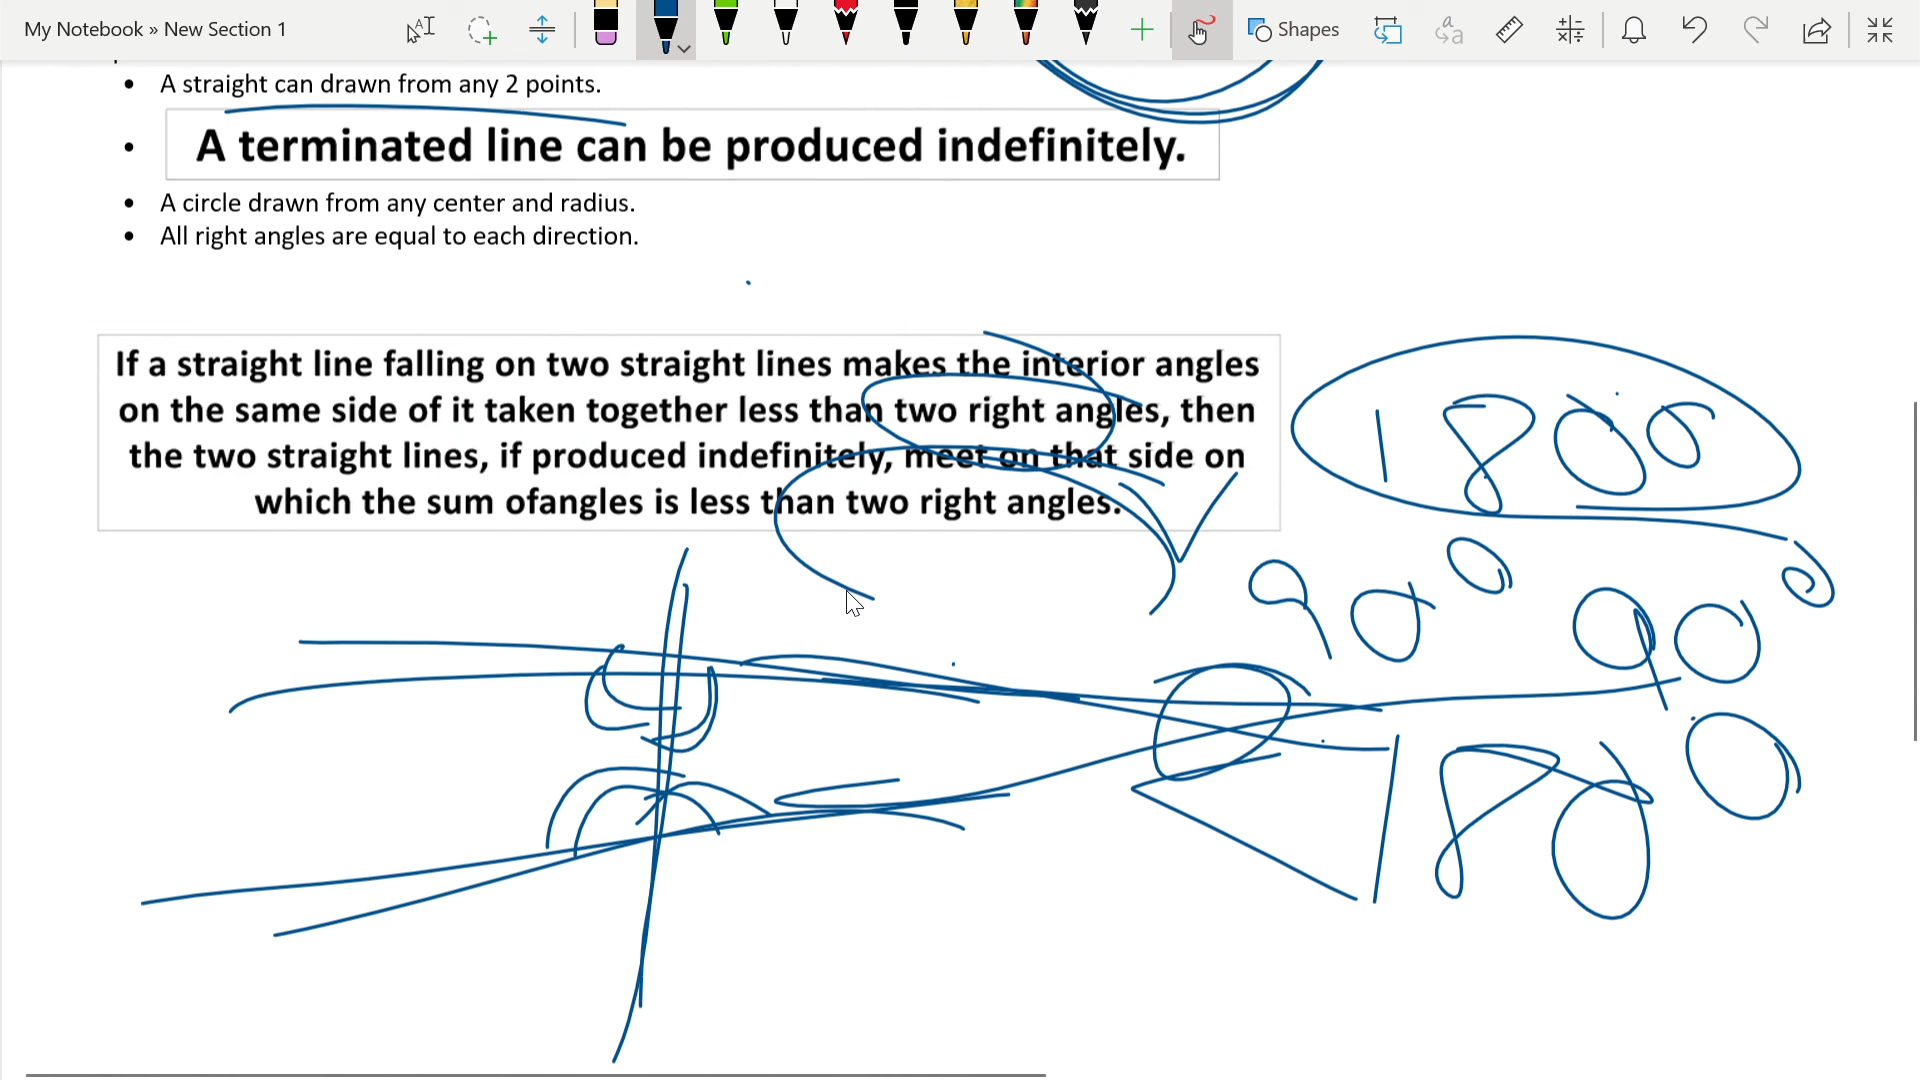 My Notebook » New Section 1
Shapes
• A straight can drawn from any 2 points.
• A terminated line can be produced indefinitely.
• A circle drawn from any center and radius.
• All right angles are equal to each direction.
If a straight line falling on two straight lines makes the interior angles
on the same side of it taken together less than two right angles, then
the two straight lines, if produced indefinitely, meet on that side on
which the sum ofangles is less than two right angles.
180°
90° 90°
<180°